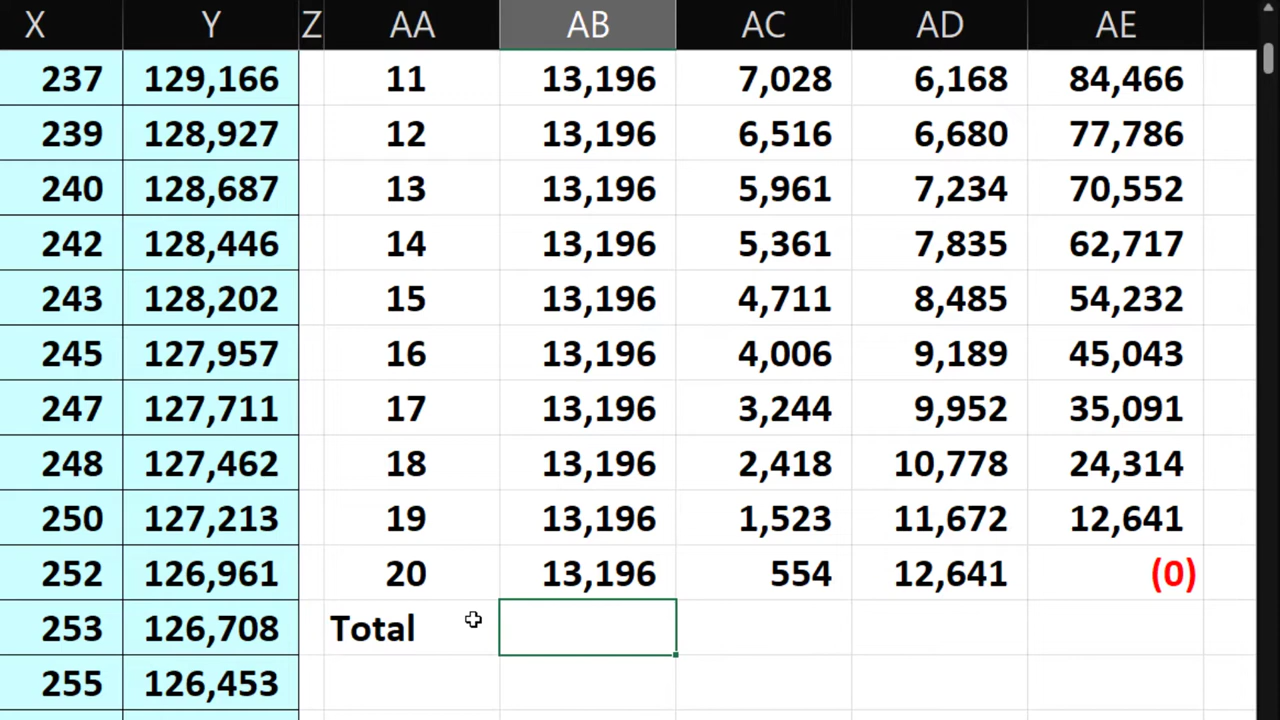 X Y Z AA AB AC AD AE
237 129,166 11 13,196 7,028 6,168 84,466
239 128,927 12 13,196 6,516 6,680 77,786
240 128,687 13 13,196 5,961 7,234 70,552
242 128,446 14 13,196 5,361 7,835 62,717
243 128,202 15 13,196 4,711 8,485 54,232
245 127,957 16 13,196 4,006 9,189 45,043
247 127,711 17 13,196 3,244 9,952 35,091
248 127,462 18 13,196 2,418 10,778 24,314
250 127,213 19 13,196 1,523 11,672 12,641
252 126,961 20 13,196 554 12,641 (0)
253 126,708 Total
255 126,453